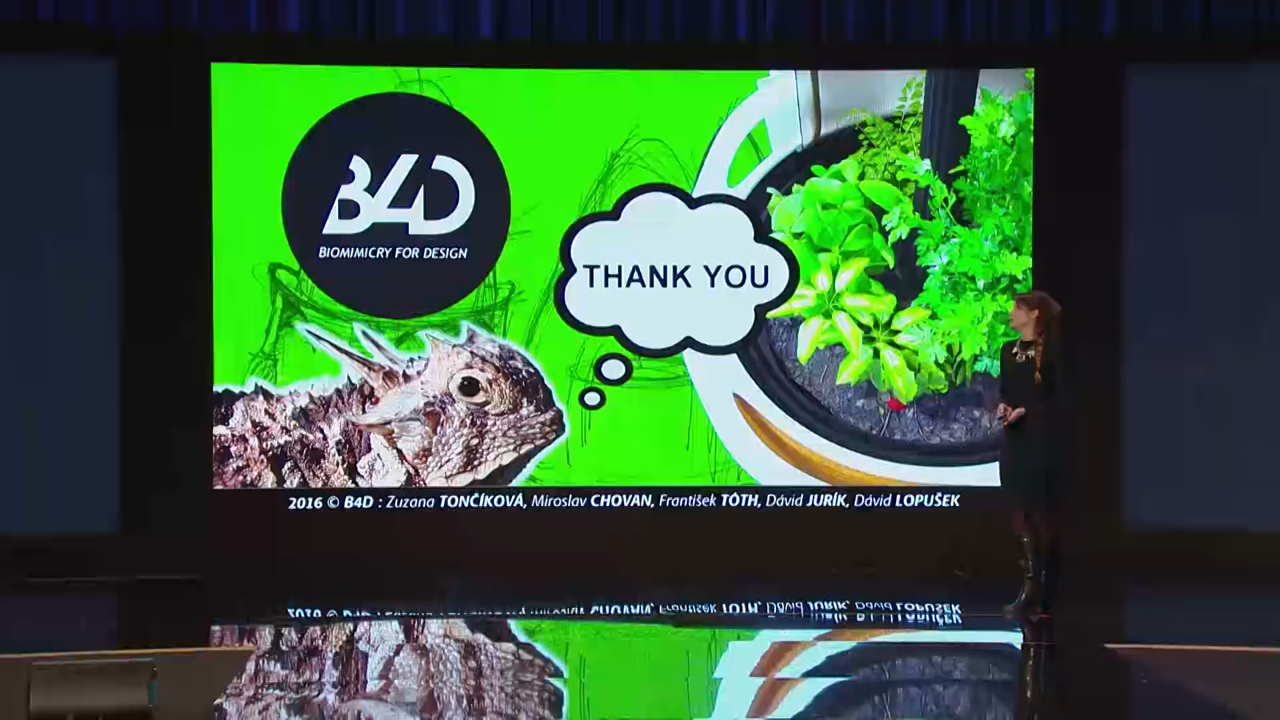 B4D
BIOMIMICRY FOR DESIGN
THANK YOU
2016 © B4D : Zuzana TONČÍKOVÁ, Miroslav CHOVAN, František TÓTH, Dávid JURÍK, Dávid LOPUŠEK